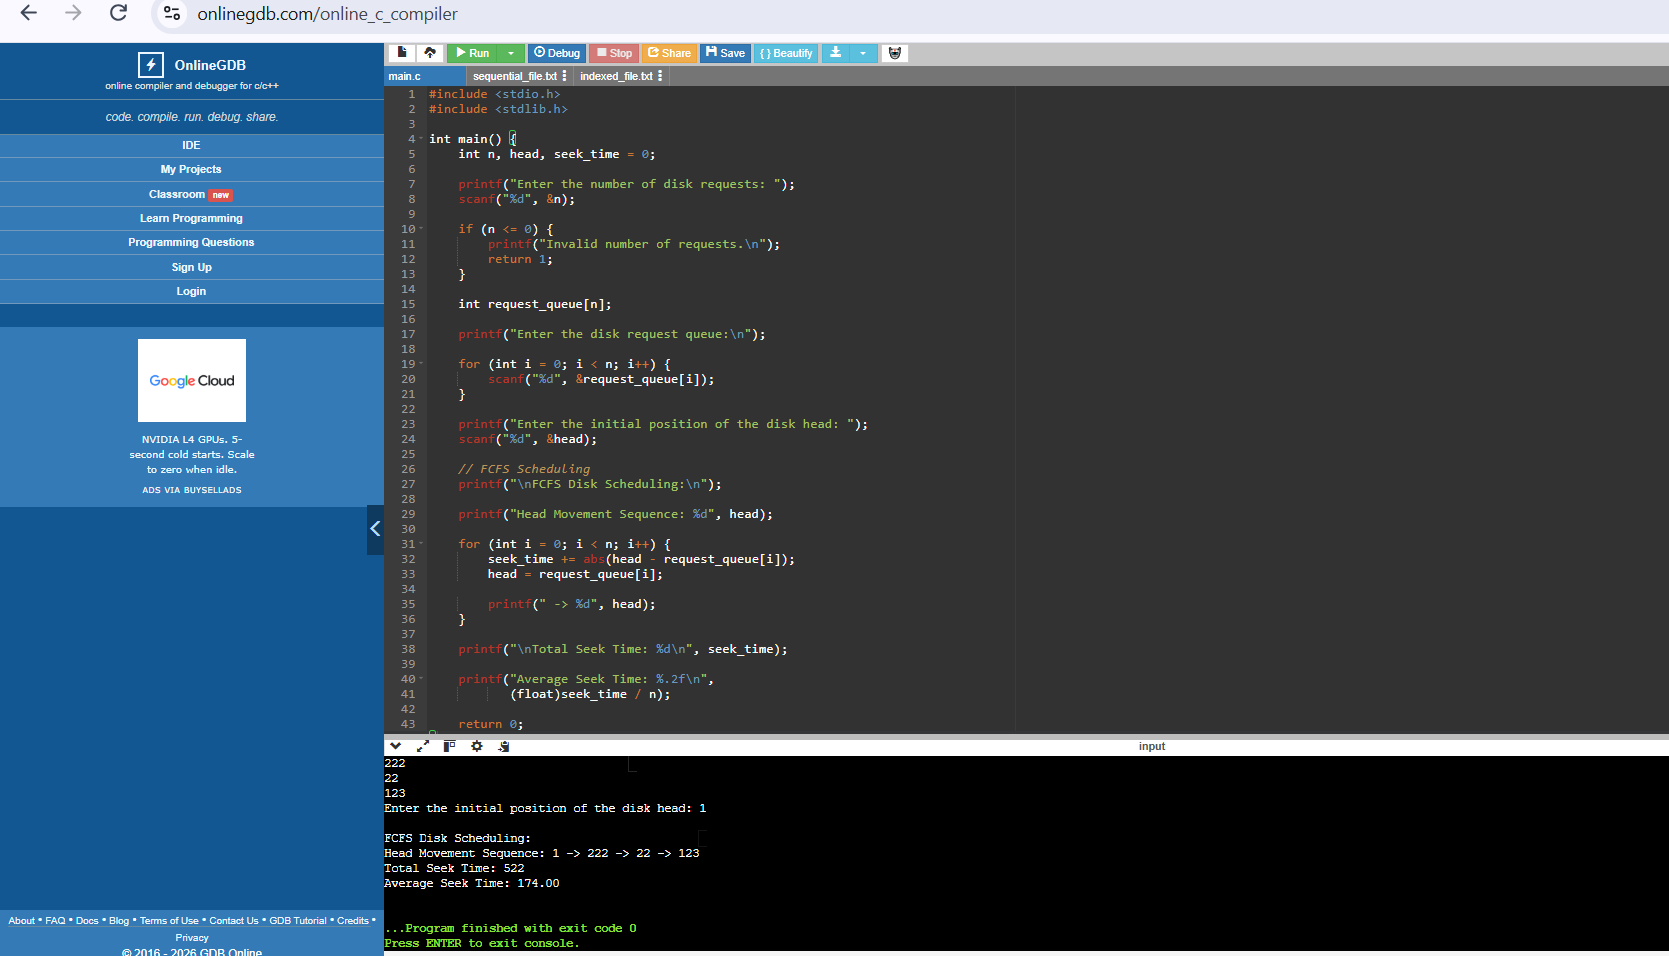 onlinegdb.com/online_c_compiler
OnlineGDB
online compiler and debugger for c/c++
code. compile. run. debug. share.
IDE
My Projects
Classroom new
Learn Programming
Programming Questions
Sign Up
Login
Google Cloud
NVIDIA L4 GPUs. 5-
second cold starts. Scale
to zero when idle.
ADS VIA BUYSELLADS
About • FAQ • Docs • Blog • Terms of Use • Contact Us • GDB Tutorial • Credits •
Privacy
© 2016 - 2026 GDB Online
Run Debug Stop Share Save { } Beautify
main.c sequential_file.txt indexed_file.txt
1 #include <stdio.h>
2 #include <stdlib.h>
3
4 int main() {
5     int n, head, seek_time = 0;
6
7     printf("Enter the number of disk requests: ");
8     scanf("%d", &n);
9
10     if (n <= 0) {
11         printf("Invalid number of requests.\n");
12         return 1;
13     }
14
15     int request_queue[n];
16
17     printf("Enter the disk request queue:\n");
18
19     for (int i = 0; i < n; i++) {
20         scanf("%d", &request_queue[i]);
21     }
22
23     printf("Enter the initial position of the disk head: ");
24     scanf("%d", &head);
25
26     // FCFS Scheduling
27     printf("\nFCFS Disk Scheduling:\n");
28
29     printf("Head Movement Sequence: %d", head);
30
31     for (int i = 0; i < n; i++) {
32         seek_time += abs(head - request_queue[i]);
33         head = request_queue[i];
34
35         printf(" -> %d", head);
36     }
37
38     printf("\nTotal Seek Time: %d\n", seek_time);
39
40     printf("Average Seek Time: %.2f\n",
41            (float)seek_time / n);
42
43     return 0;
input
222
22
123
Enter the initial position of the disk head: 1
FCFS Disk Scheduling:
Head Movement Sequence: 1 -> 222 -> 22 -> 123
Total Seek Time: 522
Average Seek Time: 174.00
...Program finished with exit code 0
Press ENTER to exit console.